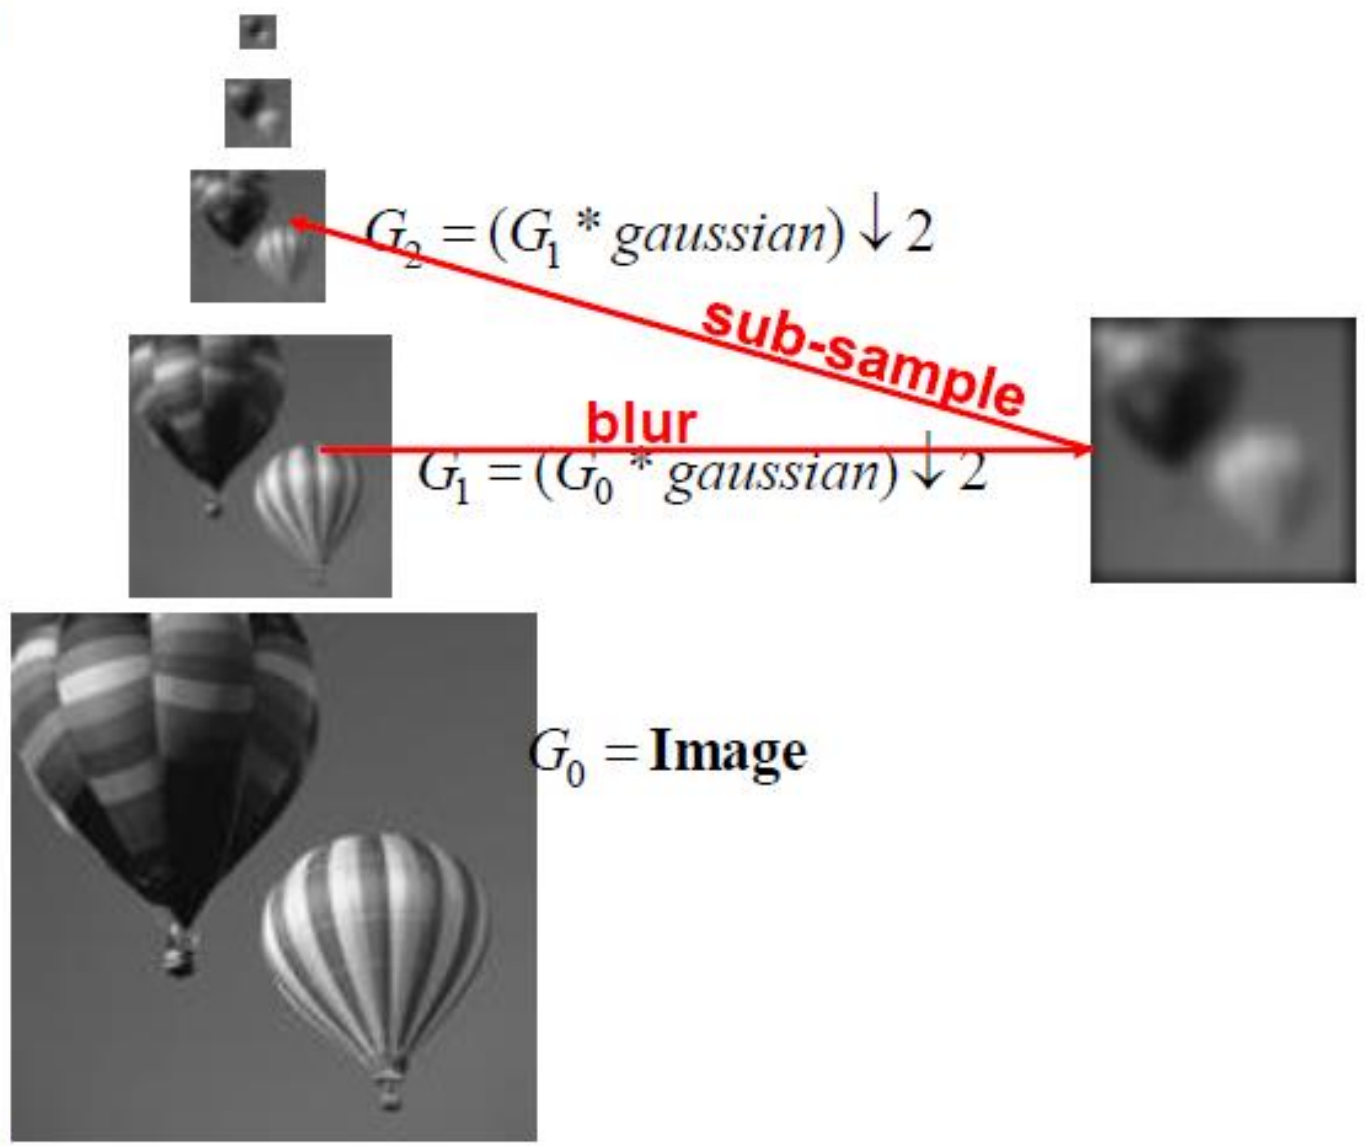 G₂ = (G₁ * gaussian) ↓ 2
sub-sample
blur
G₁ = (G₀ * gaussian) ↓ 2
G₀ = Image